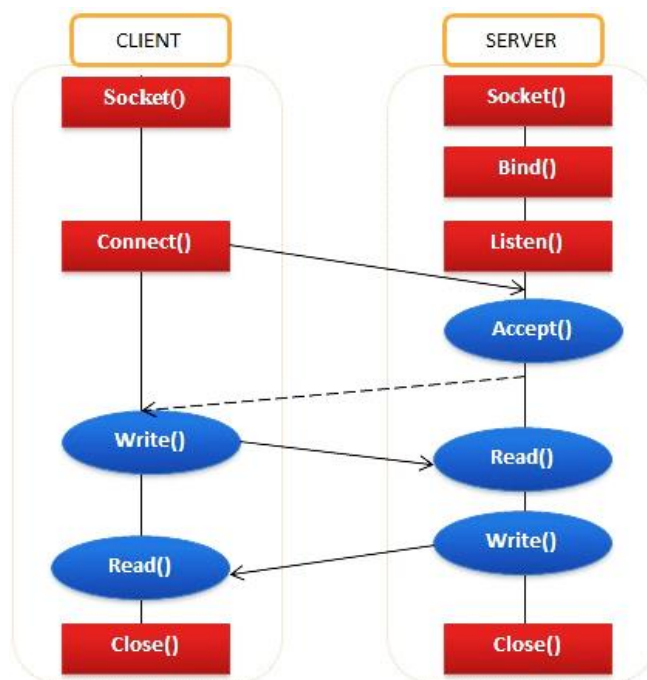 CLIENT
SERVER
Socket()
Socket()
Bind()
Connect()
Listen()
Accept()
Write()
Read()
Write()
Read()
Close()
Close()